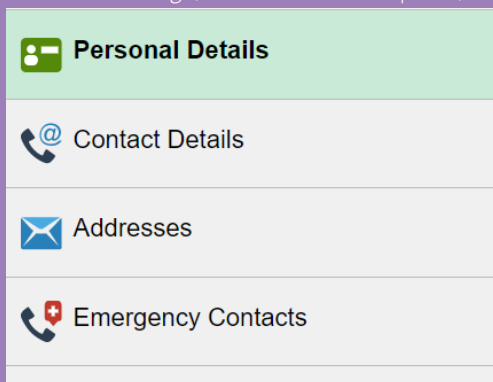 Personal Details
@
Contact Details
Addresses
Emergency Contacts